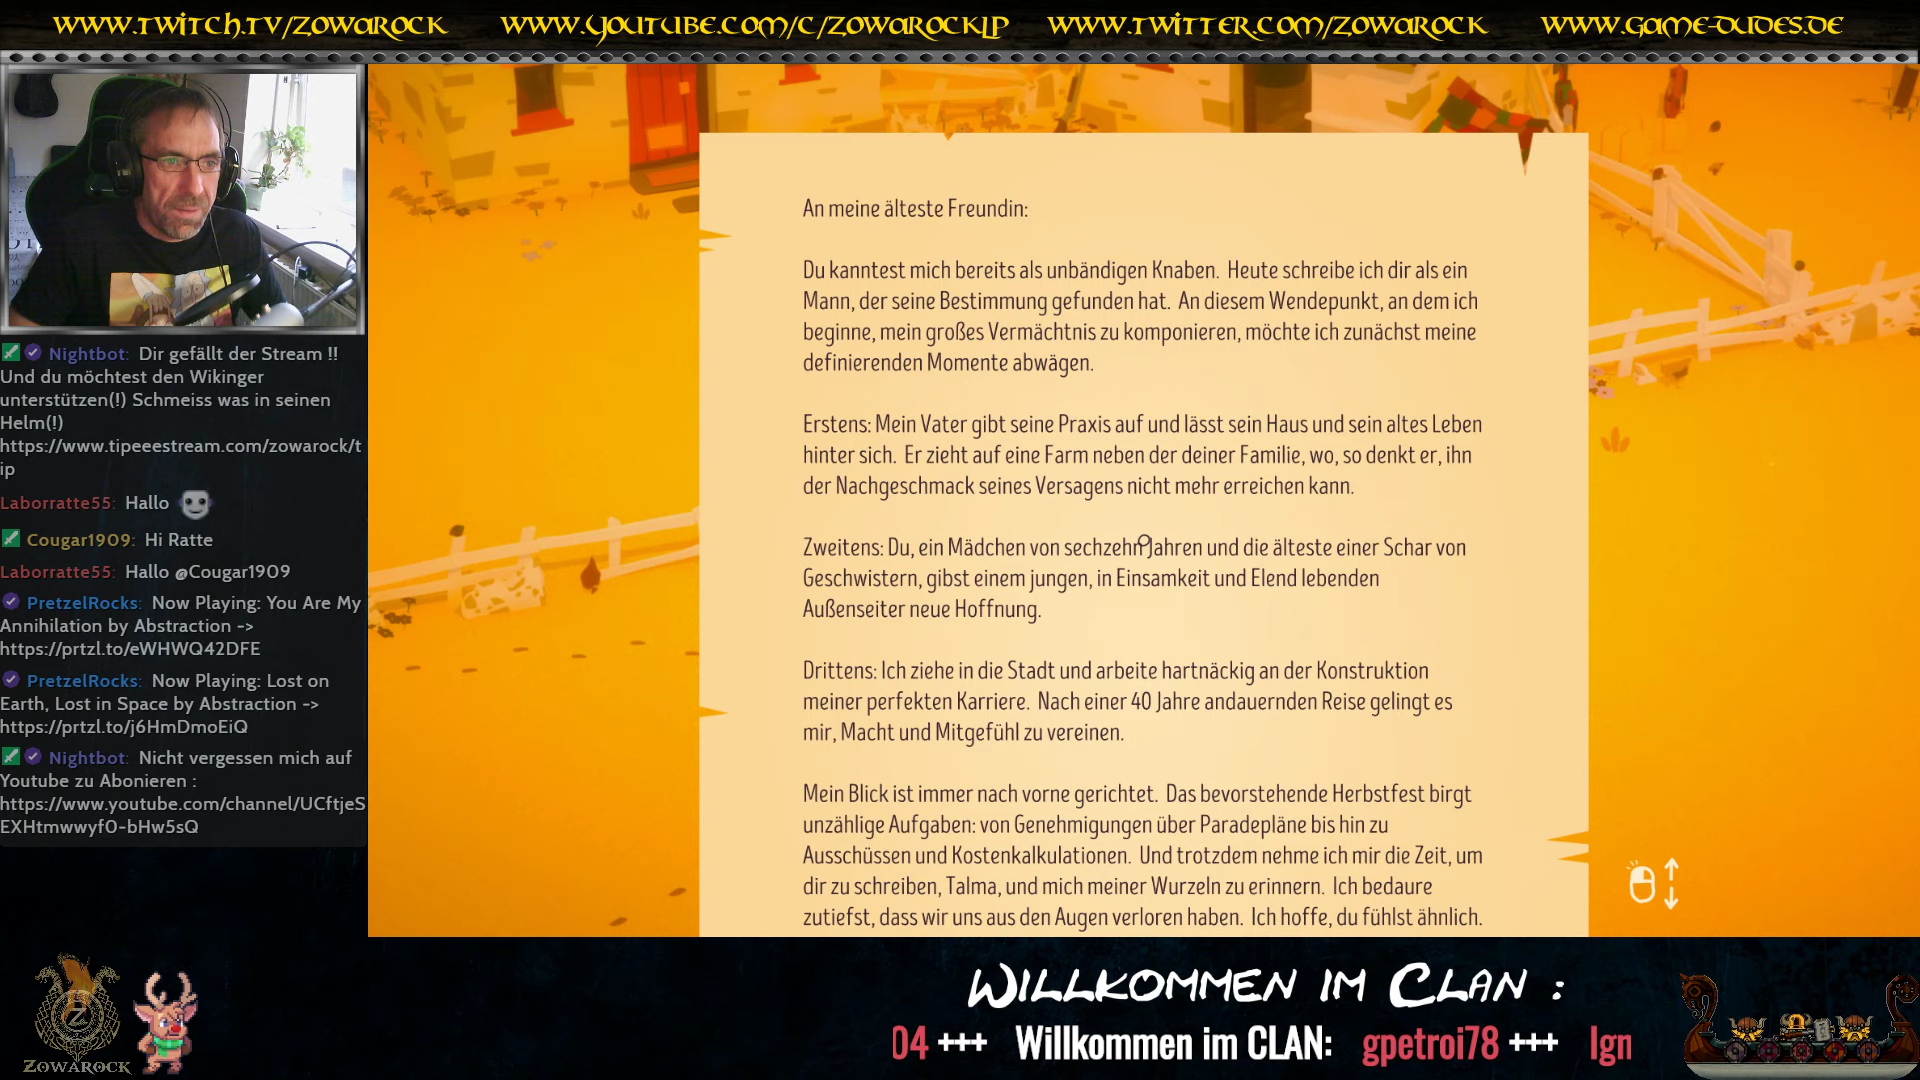 www.twitch.tv/zowarock www.youtube.com/c/zowarockLP www.twitter.com/zowarock www.game-dudes.de
Nightbot: Dir gefällt der Stream !!
Und du möchtest den Wikinger
unterstützen(!) Schmeiss was in seinen
Helm(!)
https://www.tipeeestream.com/zowarock/t
ip
Laborratte55: Hallo
Cougar1909: Hi Ratte
Laborratte55: Hallo @Cougar1909
PretzelRocks: Now Playing: You Are My
Annihilation by Abstraction ->
https://prtzl.to/eWHWQ42DFE
PretzelRocks: Now Playing: Lost on
Earth, Lost in Space by Abstraction ->
https://prtzl.to/j6HmDmoEiQ
Nightbot: Nicht vergessen mich auf
Youtube zu Abonieren :
https://www.youtube.com/channel/UCftjeS
EXHtmwwyf0-bHw5sQ
An meine älteste Freundin:
Du kanntest mich bereits als unbändigen Knaben. Heute schreibe ich dir als ein
Mann, der seine Bestimmung gefunden hat. An diesem Wendepunkt, an dem ich
beginne, mein großes Vermächtnis zu komponieren, möchte ich zunächst meine
definierenden Momente abwägen.
Erstens: Mein Vater gibt seine Praxis auf und lässt sein Haus und sein altes Leben
hinter sich. Er zieht auf eine Farm neben der deiner Familie, wo, so denkt er, ihn
der Nachgeschmack seines Versagens nicht mehr erreichen kann.
Zweitens: Du, ein Mädchen von sechzehn Jahren und die älteste einer Schar von
Geschwistern, gibst einem jungen, in Einsamkeit und Elend lebenden
Außenseiter neue Hoffnung.
Drittens: Ich ziehe in die Stadt und arbeite hartnäckig an der Konstruktion
meiner perfekten Karriere. Nach einer 40 Jahre andauernden Reise gelingt es
mir, Macht und Mitgefühl zu vereinen.
Mein Blick ist immer nach vorne gerichtet. Das bevorstehende Herbstfest birgt
unzählige Aufgaben: von Genehmigungen über Paradepläne bis hin zu
Ausschüssen und Kostenkalkulationen. Und trotzdem nehme ich mir die Zeit, um
dir zu schreiben, Talma, und mich meiner Wurzeln zu erinnern. Ich bedaure
zutiefst, dass wir uns aus den Augen verloren haben. Ich hoffe, du fühlst ähnlich.
Willkommen im Clan :
04 +++ Willkommen im CLAN: gpetroi78 +++ Ign
Zowarock